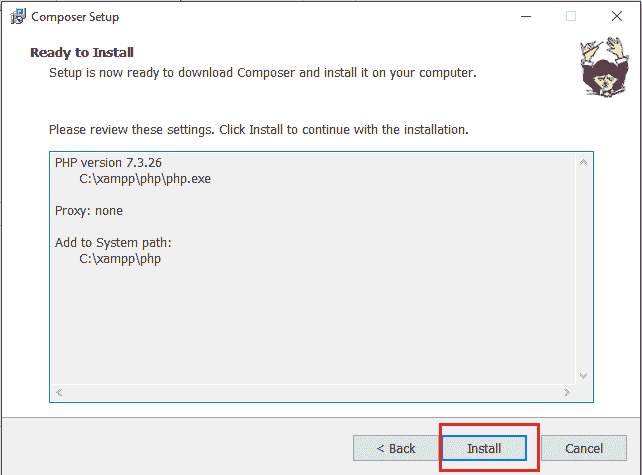 Composer Setup
Ready to Install
Setup is now ready to download Composer and install it on your computer.
Please review these settings. Click Install to continue with the installation.
PHP version 7.3.26
C:\xampp\php\php.exe
Proxy: none
Add to System path:
C:\xampp\php
< Back
Install
Cancel